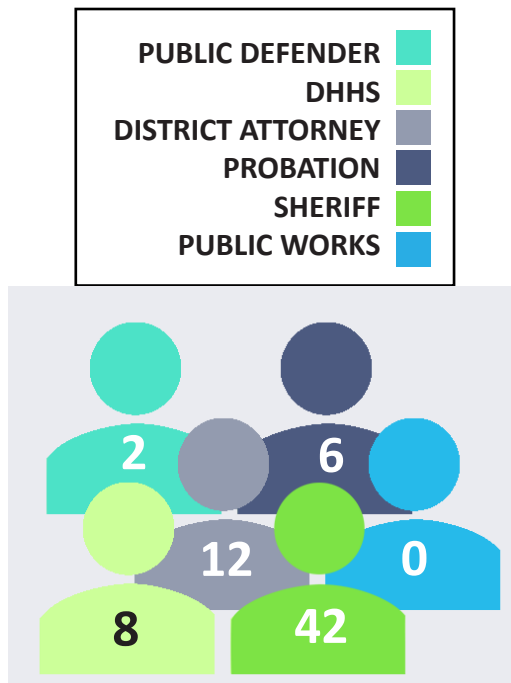 PUBLIC DEFENDER
DHHS
DISTRICT ATTORNEY
PROBATION
SHERIFF
PUBLIC WORKS
2
6
12
0
8
42